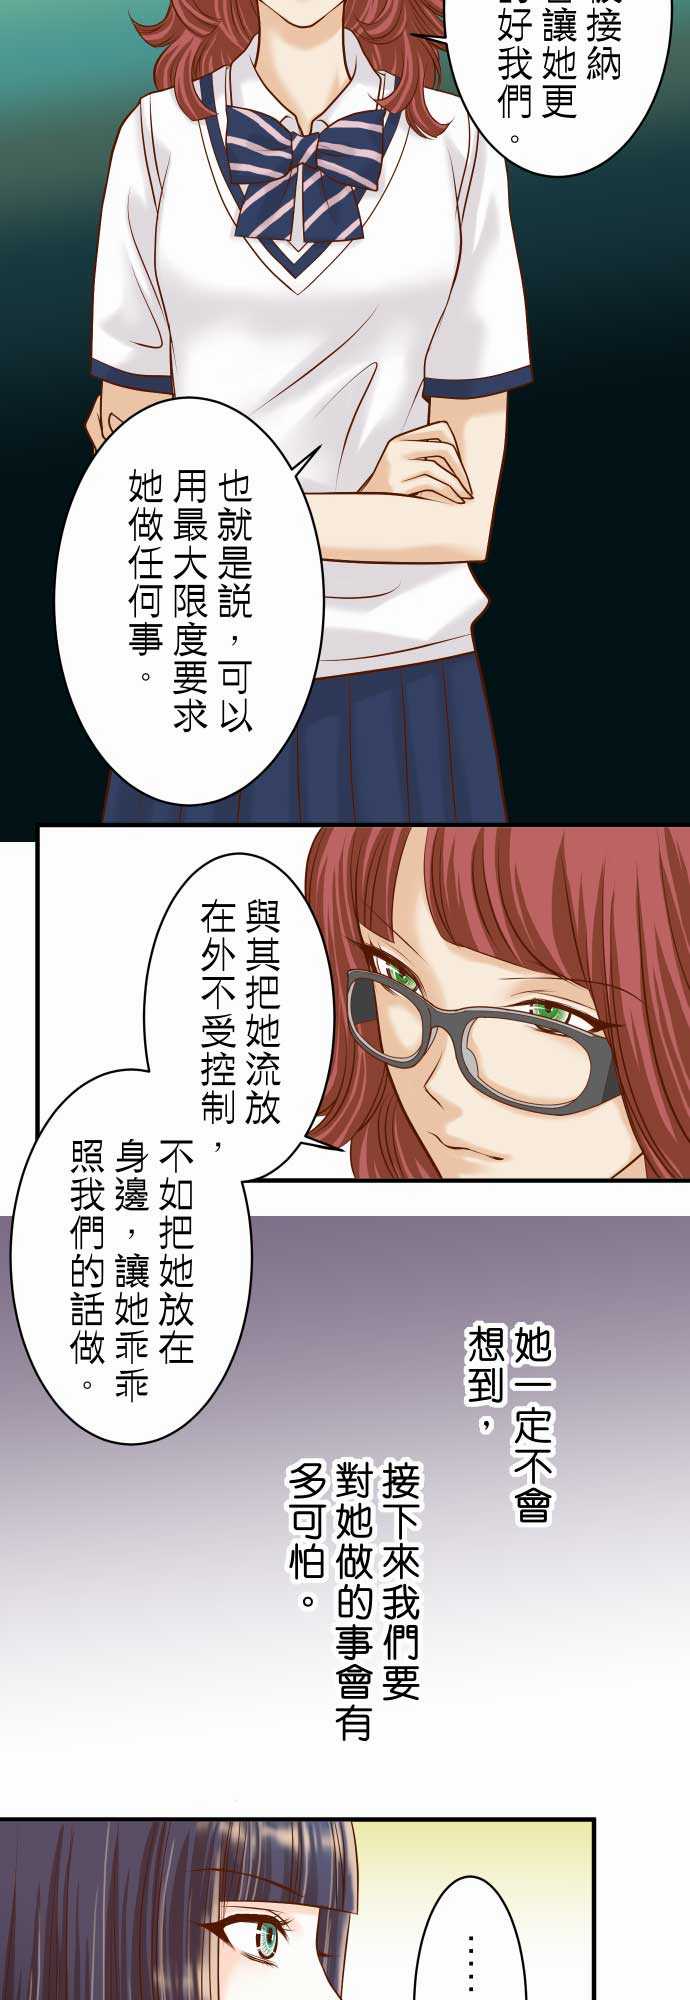 接納
讓她更
好我們。
也就是説，可以
用最大限度要求
她做任何事。
與其把她流放
在外不受控制，
不如把她放在
身邊，讓她乖乖
照我們的話做。
她一定不會
想到，
接下來我們要
對她做的事會有
多可怕。
……